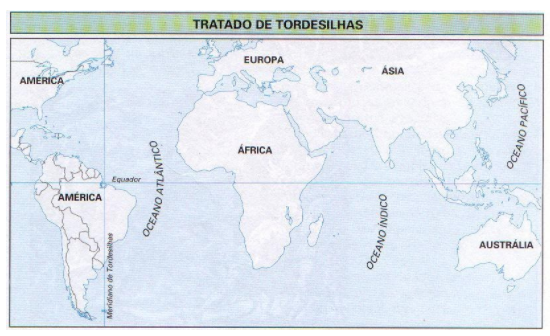 TRATADO DE TORDESILHAS
EUROPA
ÁSIA
AMÉRICA
OCEANO PACÍFICO
OCEANO ATLÂNTICO
ÁFRICA
Equador
AMÉRICA
OCEANO ÍNDICO
Meridiano de Tordesilhas
AUSTRÁLIA